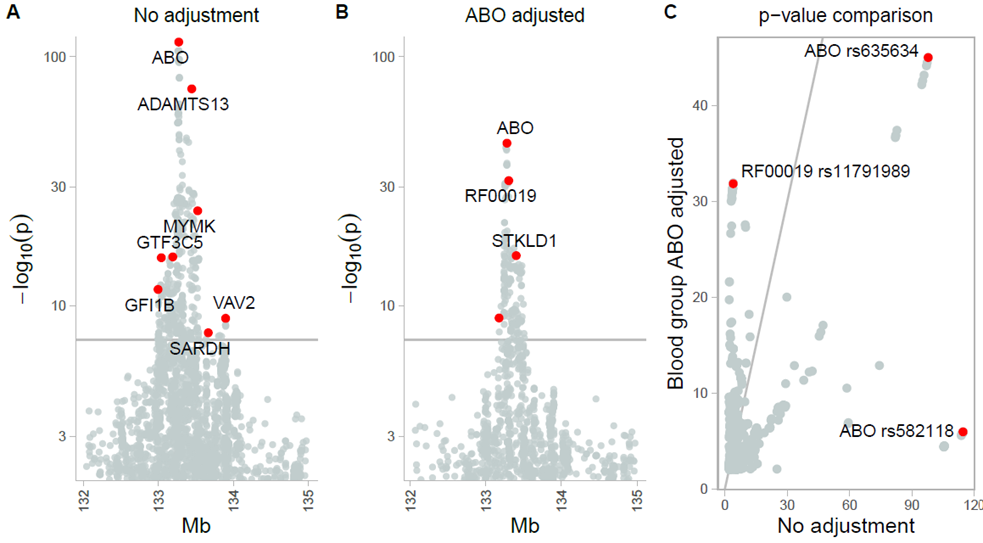 A
No adjustment
100
30
10
3
−log10(p)
ABO
ADAMTS13
MYMK
GTF3C5
GFI1B
VAV2
SARDH
132
133
134
135
Mb
B
ABO adjusted
100
30
10
3
−log10(p)
ABO
RF00019
STKLD1
132
133
134
135
Mb
C
p−value comparison
Blood group ABO adjusted
40
30
20
10
0
ABO rs635634
RF00019 rs11791989
ABO rs582118
0
30
60
90
120
No adjustment